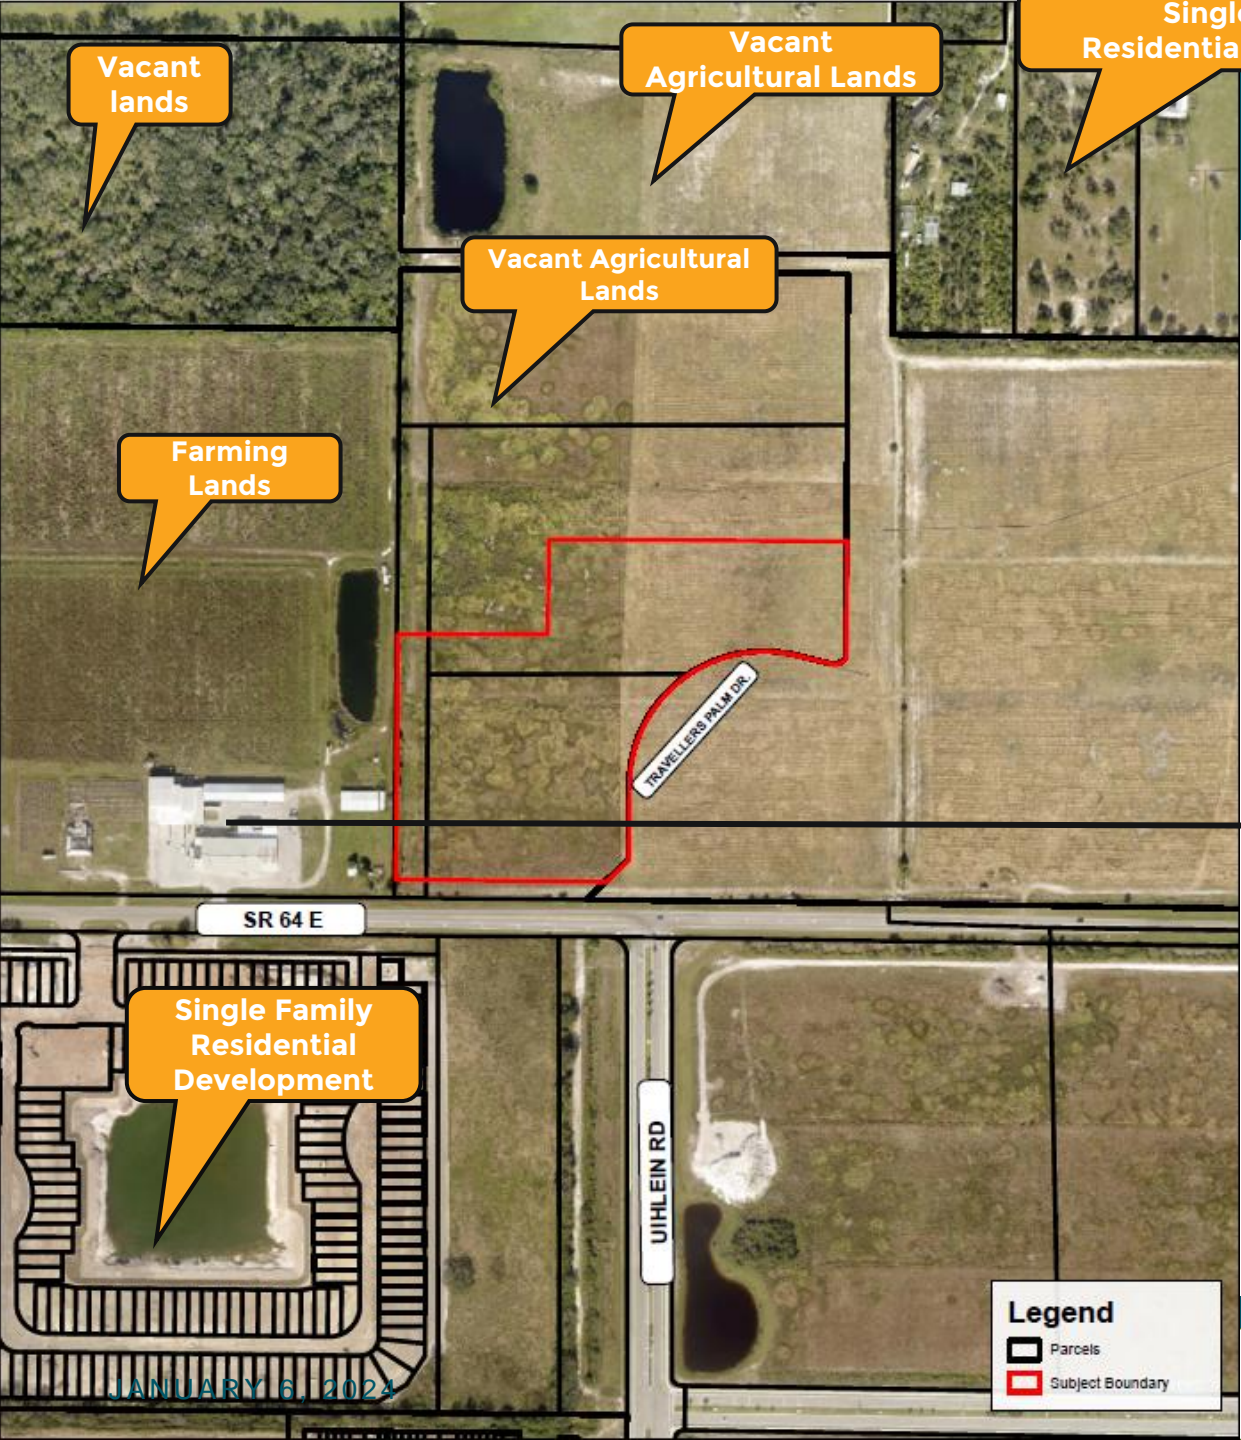 Vacant
lands
Vacant
Agricultural Lands
Vacant Agricultural
Lands
Farming
Lands
TRAVELLERS PALM DR.
SR 64 E
Single Family
Residential
Development
UIHLEIN RD
Legend
Parcels
Subject Boundary
JANUARY 6, 2024